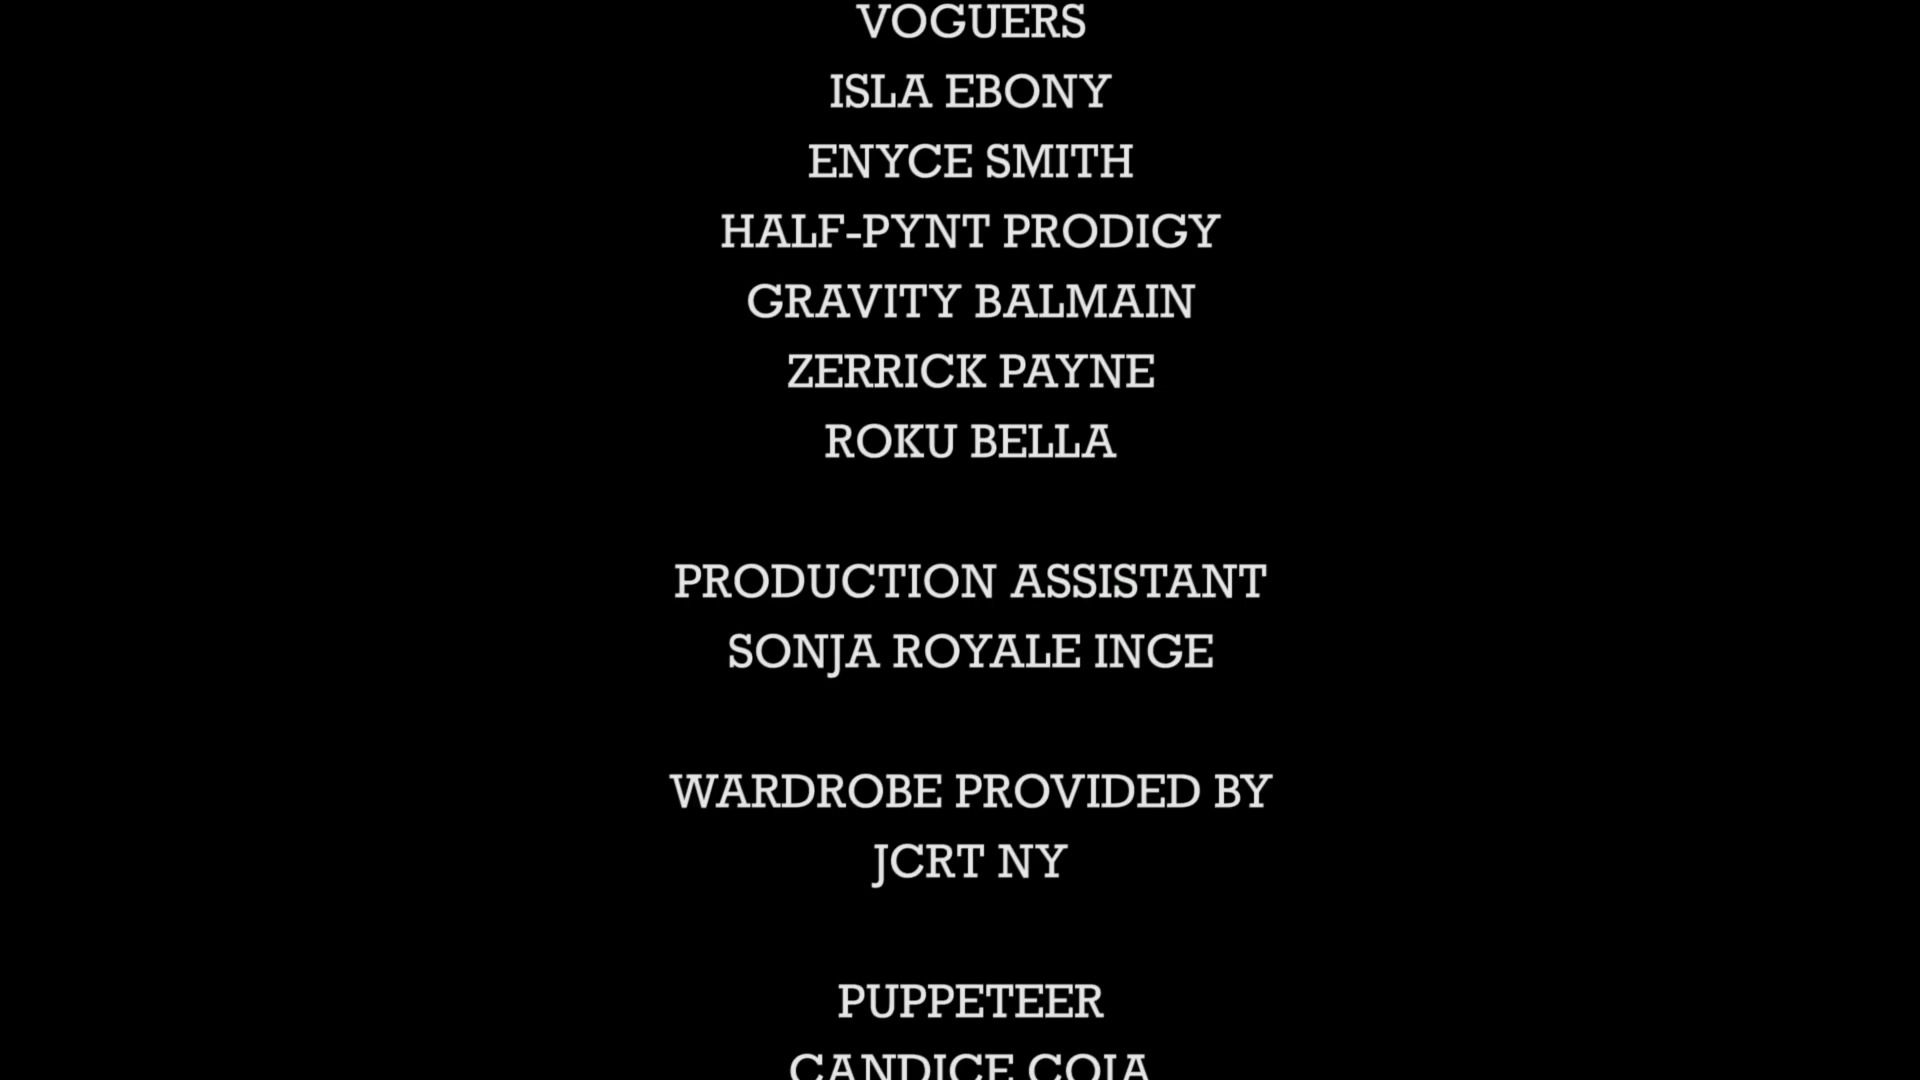 VOGUERS
ISLA EBONY
ENYCE SMITH
HALF-PYNT PRODIGY
GRAVITY BALMAIN
ZERRICK PAYNE
ROKU BELLA
PRODUCTION ASSISTANT
SONJA ROYALE INGE
WARDROBE PROVIDED BY
JCRT NY
PUPPETEER
CANDICE COIA